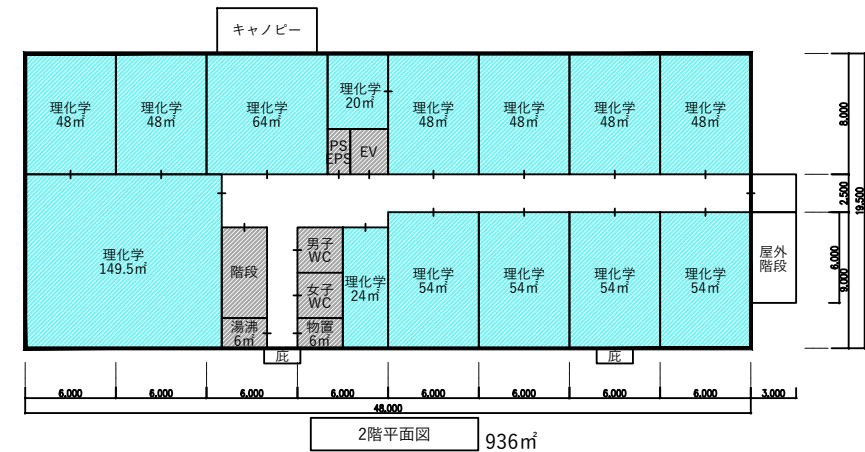 キャノピー
理化学
48㎡
理化学
48㎡
理化学
64㎡
理化学
20㎡
理化学
48㎡
理化学
48㎡
理化学
48㎡
理化学
48㎡
PS
EPS
EV
8.000
2.500
19.500
6.000
9.000
理化学
149.5㎡
階段
男子
WC
女子
WC
理化学
24㎡
理化学
54㎡
理化学
54㎡
理化学
54㎡
理化学
54㎡
屋外
階段
湯沸
6㎡
物置
6㎡
庇
庇
6.000
6.000
6.000
6.000
6.000
6.000
6.000
6.000
3.000
48.000
2階平面図
936㎡